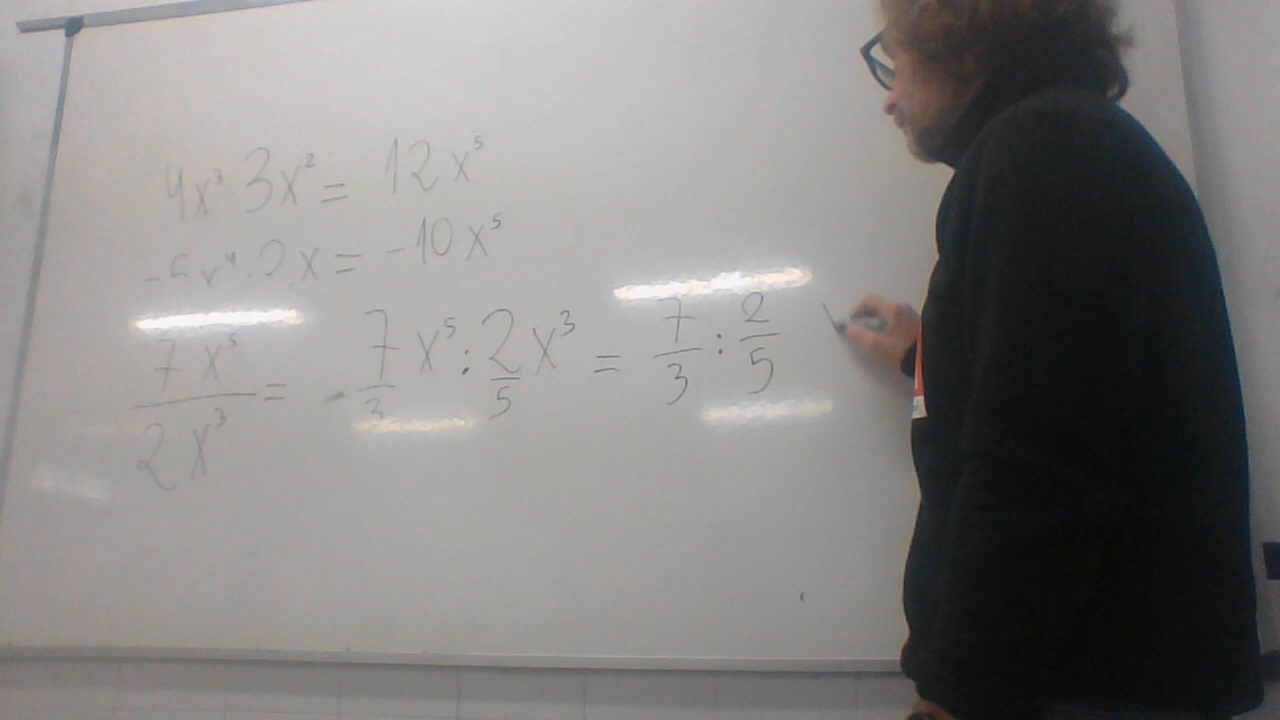 4x³·3x² = 12x⁵
-5x⁴·2x = -10x⁵
7x⁵/2x³ = -7/3 x⁵ : 2/5 x³ = 7/3 : 2/5